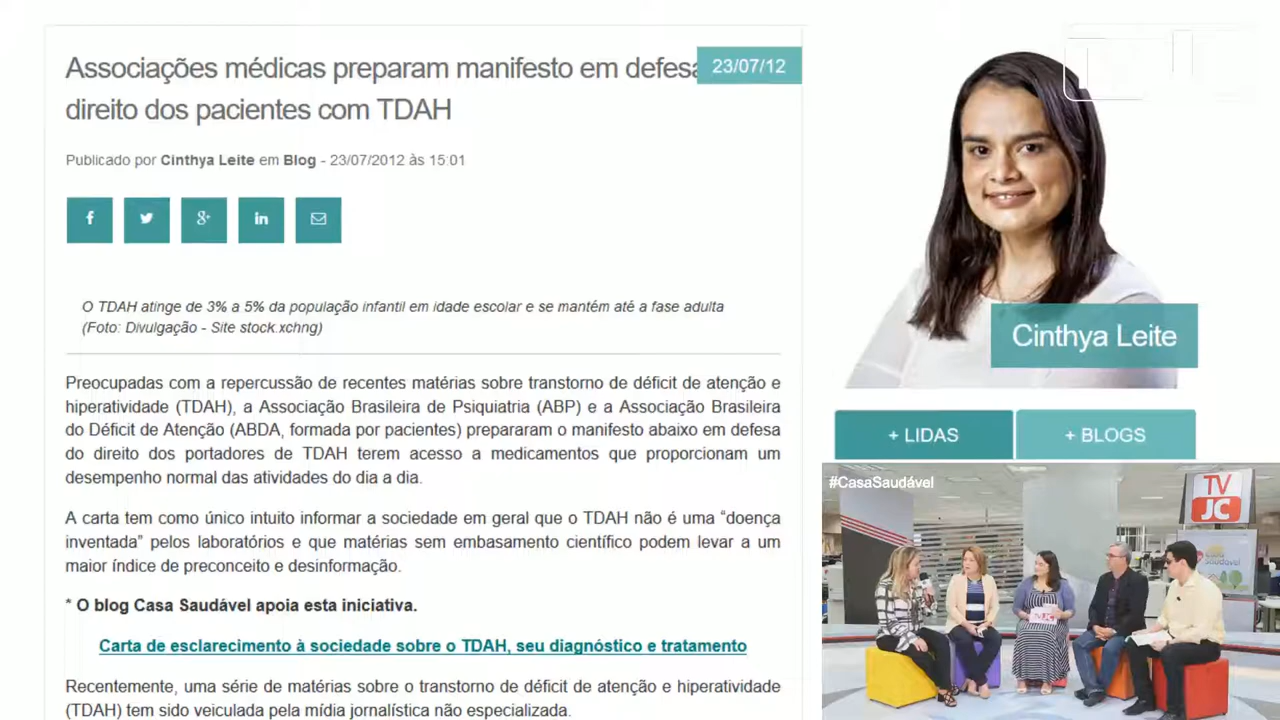 Associações médicas preparam manifesto em defesa
23/07/12
direito dos pacientes com TDAH
Publicado por Cinthya Leite em Blog - 23/07/2012 às 15:01
f
8+
in
O TDAH atinge de 3% a 5% da população infantil em idade escolar e se mantém até a fase adulta
(Foto: Divulgação - Site stock.xchng)
Preocupadas com a repercussão de recentes matérias sobre transtorno de déficit de atenção e
hiperatividade (TDAH), a Associação Brasileira de Psiquiatria (ABP) e a Associação Brasileira
do Déficit de Atenção (ABDA, formada por pacientes) prepararam o manifesto abaixo em defesa
do direito dos portadores de TDAH terem acesso a medicamentos que proporcionam um
desempenho normal das atividades do dia a dia.
A carta tem como único intuito informar a sociedade em geral que o TDAH não é uma “doença
inventada” pelos laboratórios e que matérias sem embasamento científico podem levar a um
maior índice de preconceito e desinformação.
* O blog Casa Saudável apoia esta iniciativa.
Carta de esclarecimento à sociedade sobre o TDAH, seu diagnóstico e tratamento
Recentemente, uma série de matérias sobre o transtorno de déficit de atenção e hiperatividade
(TDAH) tem sido veiculada pela mídia jornalística não especializada.
Cinthya Leite
+ LIDAS
+ BLOGS
#CasaSaudável
TV
JC